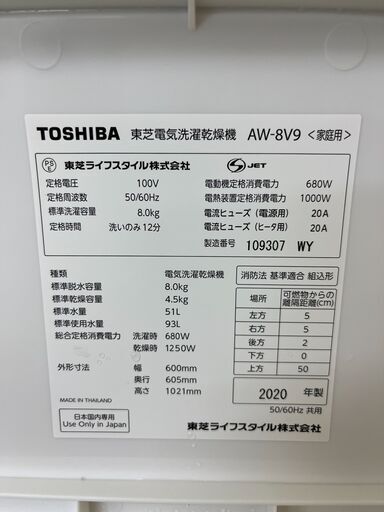 TOSHIBA 東芝電気洗濯乾燥機 AW-8V9 <家庭用>
PS E 東芝ライフスタイル株式会社
定格電圧 100V
定格周波数 50/60Hz
標準洗濯容量 8.0kg
定格時間 洗いのみ12分
S JET
電動機定格消費電力 680W
電熱装置定格消費電力 1000W
電流ヒューズ（電源用） 20A
電流ヒューズ（ヒータ用） 20A
製造番号 109307 WY
種類 電気洗濯乾燥機
標準脱水容量 8.0kg
標準乾燥容量 4.5kg
標準水量 51L
標準使用水量 93L
総合定格消費電力 洗濯時 680W
乾燥時 1250W
外形寸法 幅 600mm
奥行 605mm
高さ 1021mm
MADE IN THAILAND
日本国内専用
Use Only in Japan
消防法 基準適合 組込形
場所 可燃物からの離隔距離(cm)
左方 5
右方 5
後方 2
下方 0
上方 50
2020 年製
50/60Hz 共用
東芝ライフスタイル株式会社